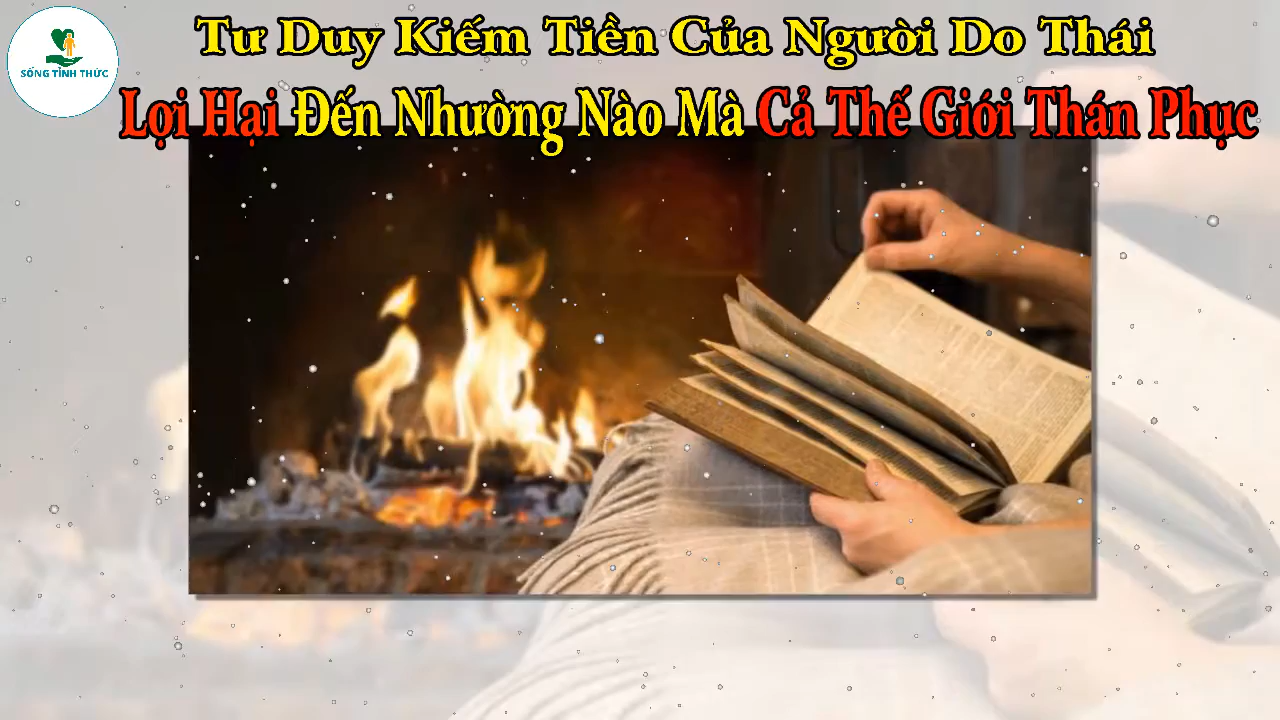 Tư Duy Kiếm Tiền Của Người Do Thái
SỐNG TỈNH THỨC
Lợi Hại Đến Nhường Nào Mà Cả Thế Giới Thán Phục